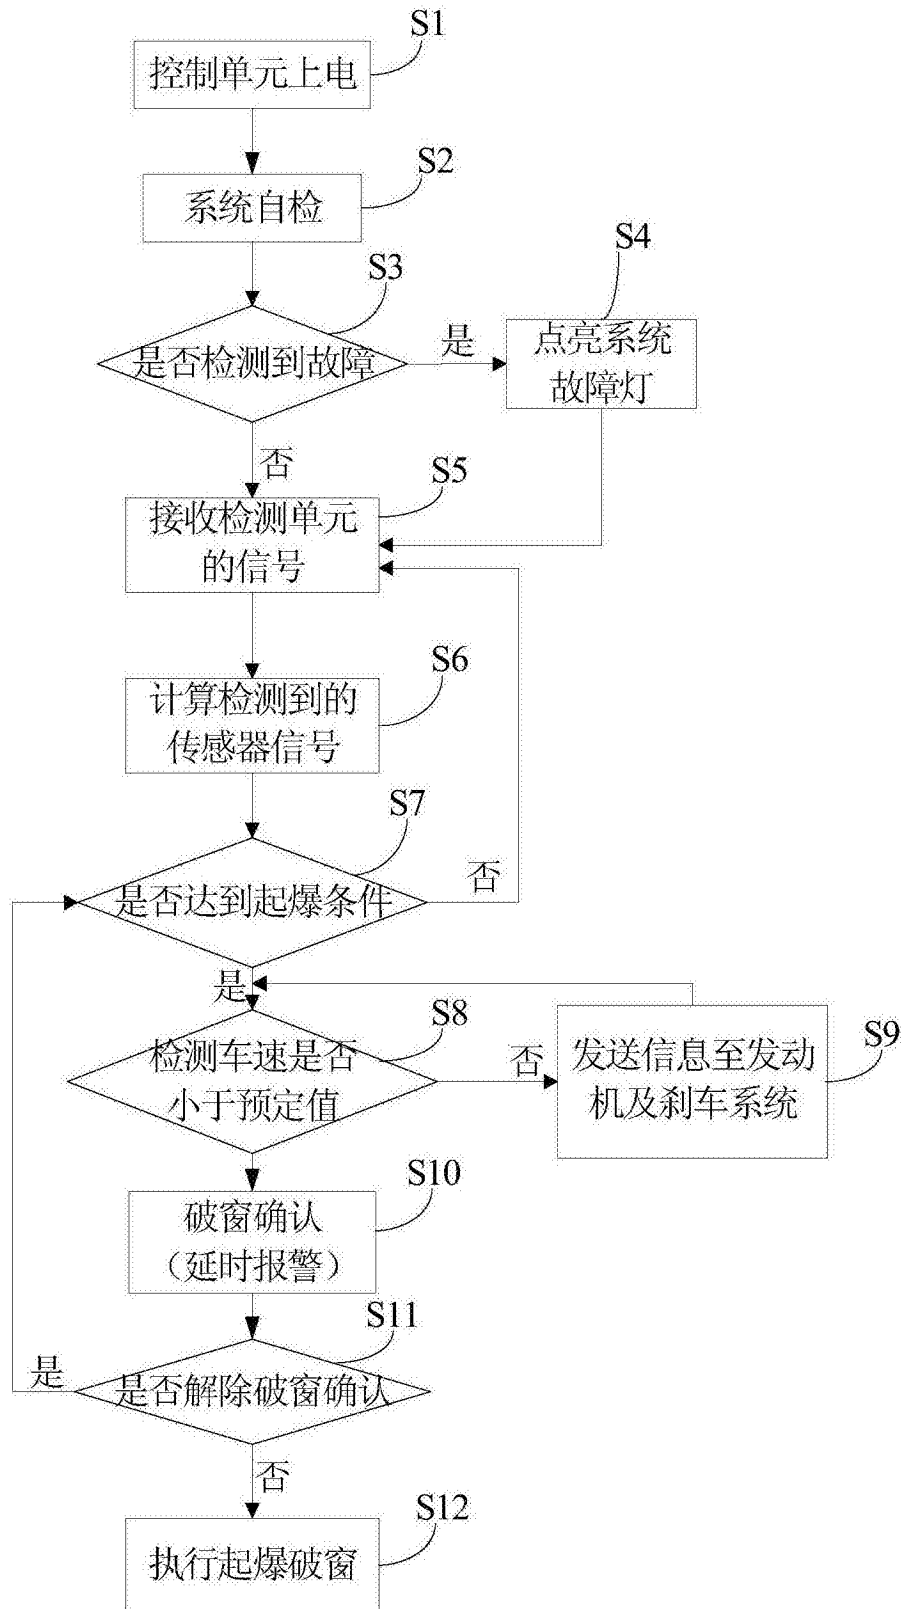 S1
控制单元上电
S2
系统自检
S3
是否检测到故障
是
S4
点亮系统
故障灯
否
S5
接收检测单元
的信号
S6
计算检测到的
传感器信号
S7
是否达到起爆条件
否
是
S8
检测车速是否
小于预定值
否
S9
发送信息至发动
机及刹车系统
S10
破窗确认
（延时报警）
S11
是否解除破窗确认
是
否
S12
执行起爆破窗